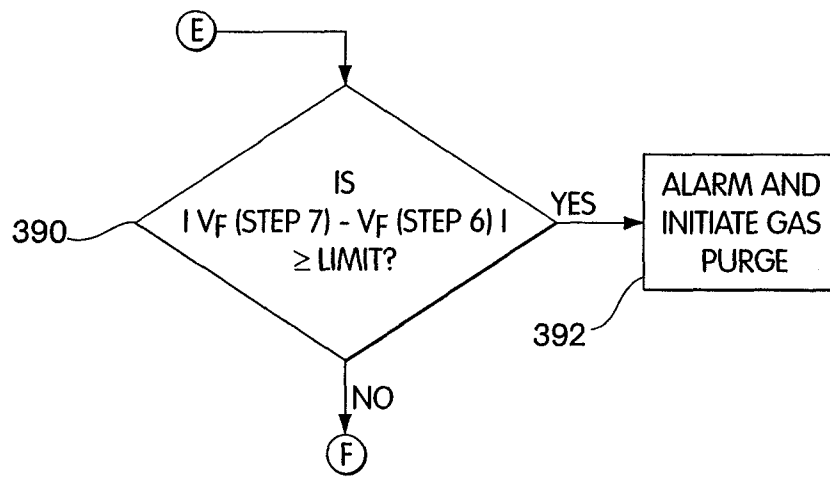 E
IS
| VF (STEP 7) - VF (STEP 6) |
≥ LIMIT?
390
YES
ALARM AND
INITIATE GAS
PURGE
392
NO
F